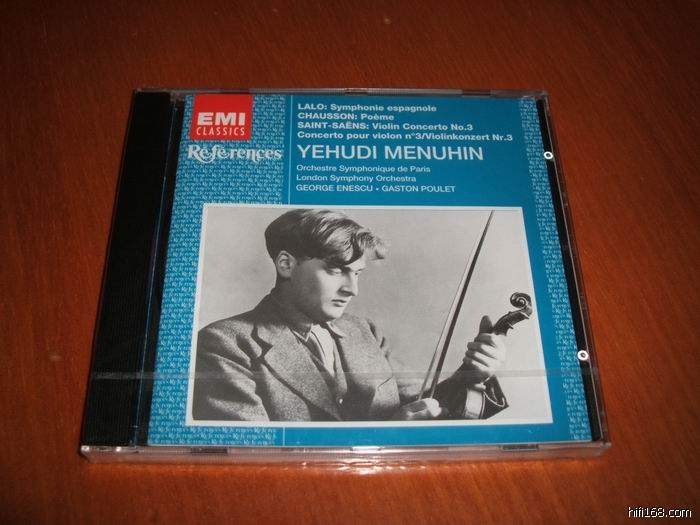 EMI
CLASSICS
Références
LALO: Symphonie espagnole
CHAUSSON: Poème
SAINT-SAËNS: Violin Concerto No.3
Concerto pour violon n°3/Violinkonzert Nr.3
YEHUDI MENUHIN
Orchestre Symphonique de Paris
London Symphony Orchestra
GEORGE ENESCU • GASTON POULET
hifi168.com